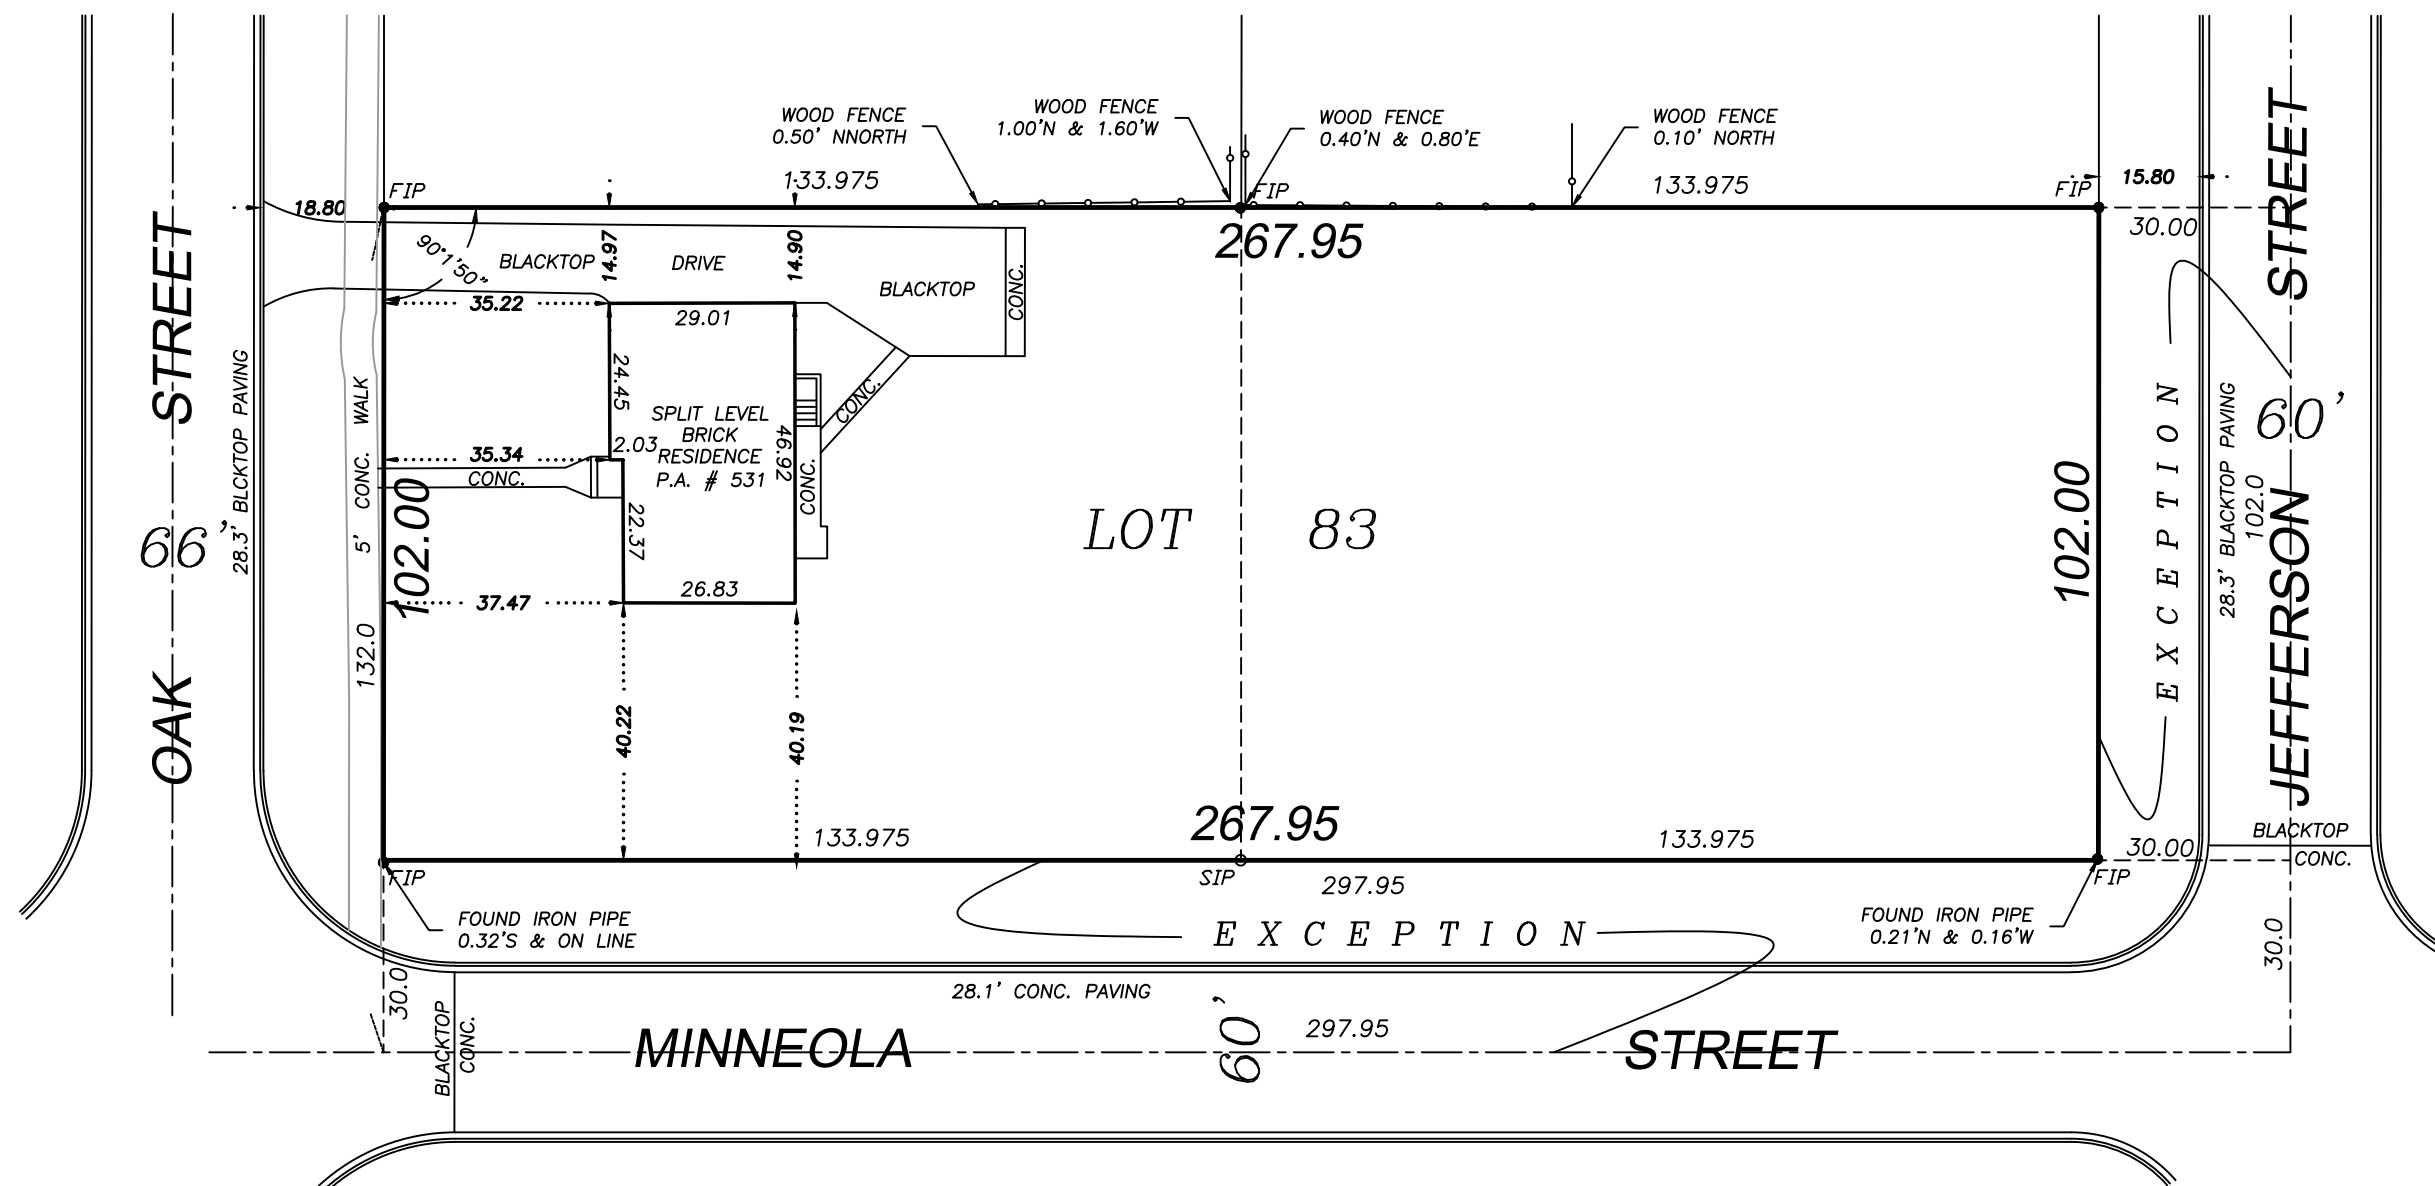 WOOD FENCE
0.50' NNORTH
WOOD FENCE
1.00'N & 1.60'W
WOOD FENCE
0.40'N & 0.80'E
WOOD FENCE
0.10' NORTH
FIP
133.975
FIP
133.975
FIP
15.80
18.80
267.95
30.00
90°1'50"
BLACKTOP DRIVE
14.97
14.90
BLACKTOP
CONC.
35.22
29.01
24.45
SPLIT LEVEL
BRICK
RESIDENCE
P.A. # 531
2.03
46.92
CONC.
CONC.
35.34
CONC.
22.37
37.47
26.83
40.22
40.19
102.00
132.0
5' CONC. WALK
28.3' BLCKTOP PAVING
66'
OAK STREET
LOT 83
102.00
EXCEPTION
28.3' BLACKTOP PAVING
102.0
60'
JEFFERSON STREET
267.95
133.975
133.975
30.00
BLACKTOP
CONC.
FIP
SIP
297.95
FIP
FOUND IRON PIPE
0.32'S & ON LINE
EXCEPTION
FOUND IRON PIPE
0.21'N & 0.16'W
30.0
30.0
28.1' CONC. PAVING
BLACKTOP
CONC.
60'
297.95
MINNEOLA STREET